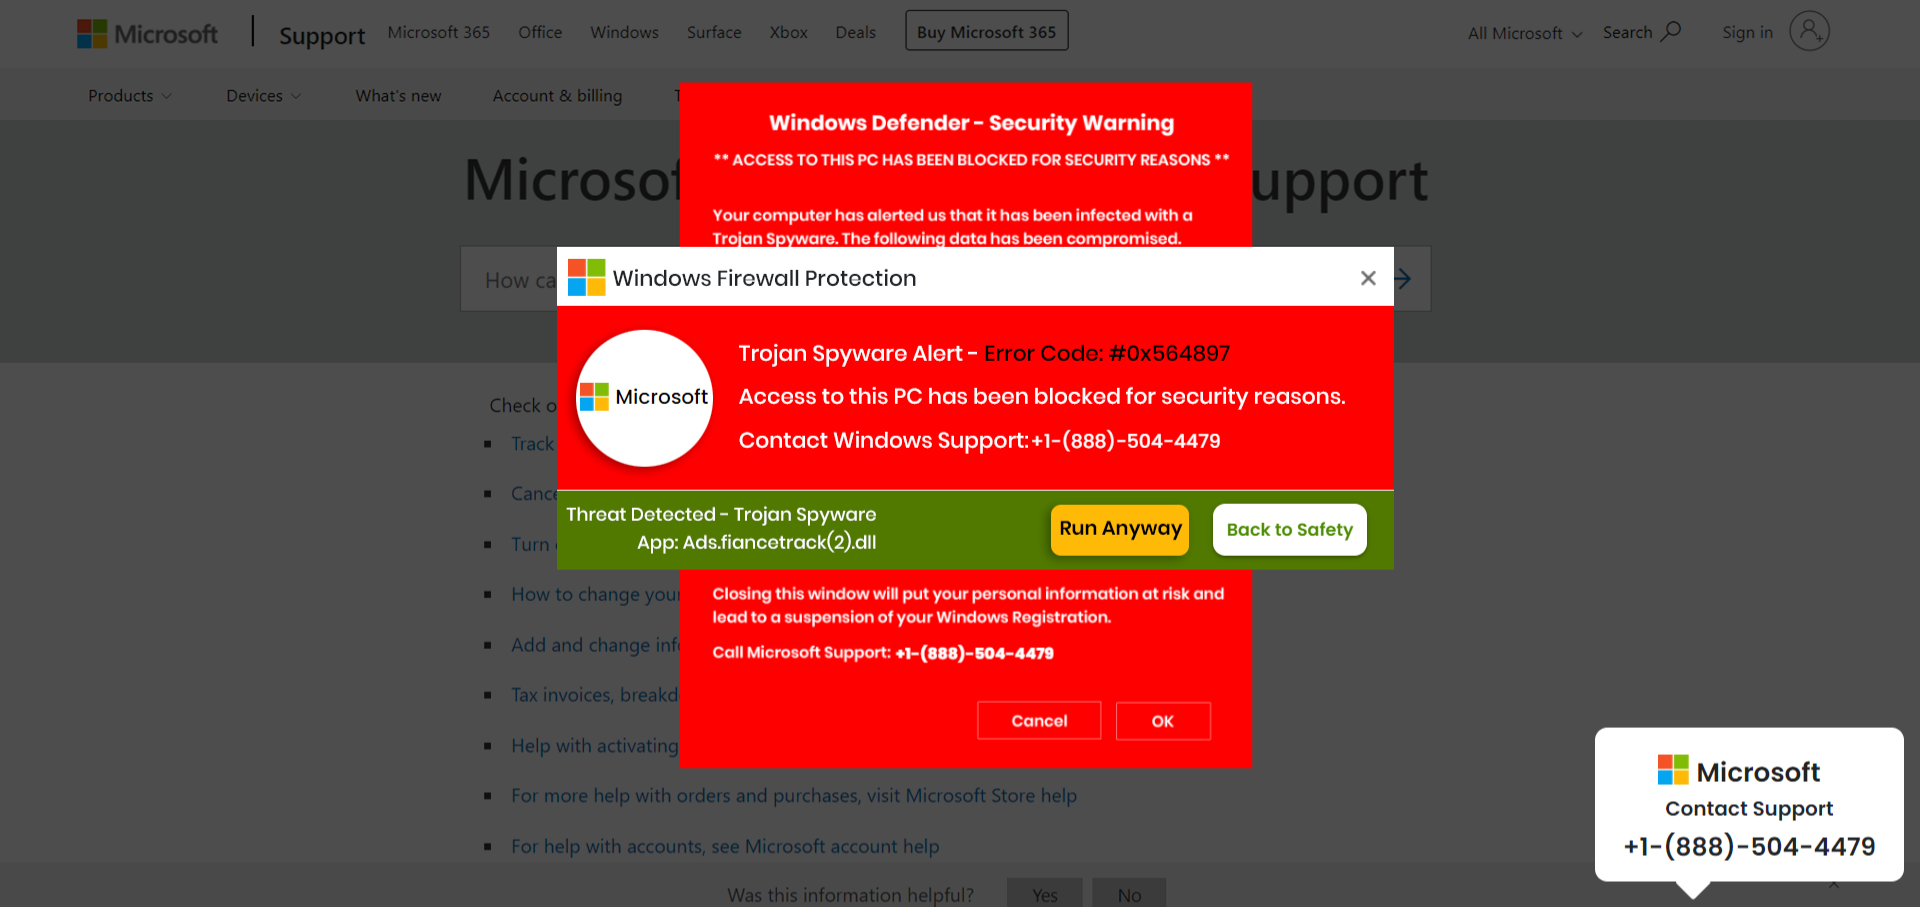 Microsoft Support Microsoft 365 Office Windows Surface Xbox Deals Buy Microsoft 365 All Microsoft Search Sign in
Products Devices What's new Account & billing
Windows Defender - Security Warning
** ACCESS TO THIS PC HAS BEEN BLOCKED FOR SECURITY REASONS **
Microsof upport
Your computer has alerted us that it has been infected with a
Trojan Spyware. The following data has been compromised.
How ca
Windows Firewall Protection
Trojan Spyware Alert - Error Code: #0x564897
Microsoft
Access to this PC has been blocked for security reasons.
Contact Windows Support: +1-(888)-504-4479
Threat Detected - Trojan Spyware
App: Ads.fiancetrack(2).dll
Run Anyway
Back to Safety
Check o
Track
Cance
Turn
How to change your
Add and change info
Tax invoices, breakd
Help with activating
For more help with orders and purchases, visit Microsoft Store help
For help with accounts, see Microsoft account help
Closing this window will put your personal information at risk and
lead to a suspension of your Windows Registration.
Call Microsoft Support: +1-(888)-504-4479
Cancel OK
Was this information helpful? Yes No
Microsoft
Contact Support
+1-(888)-504-4479